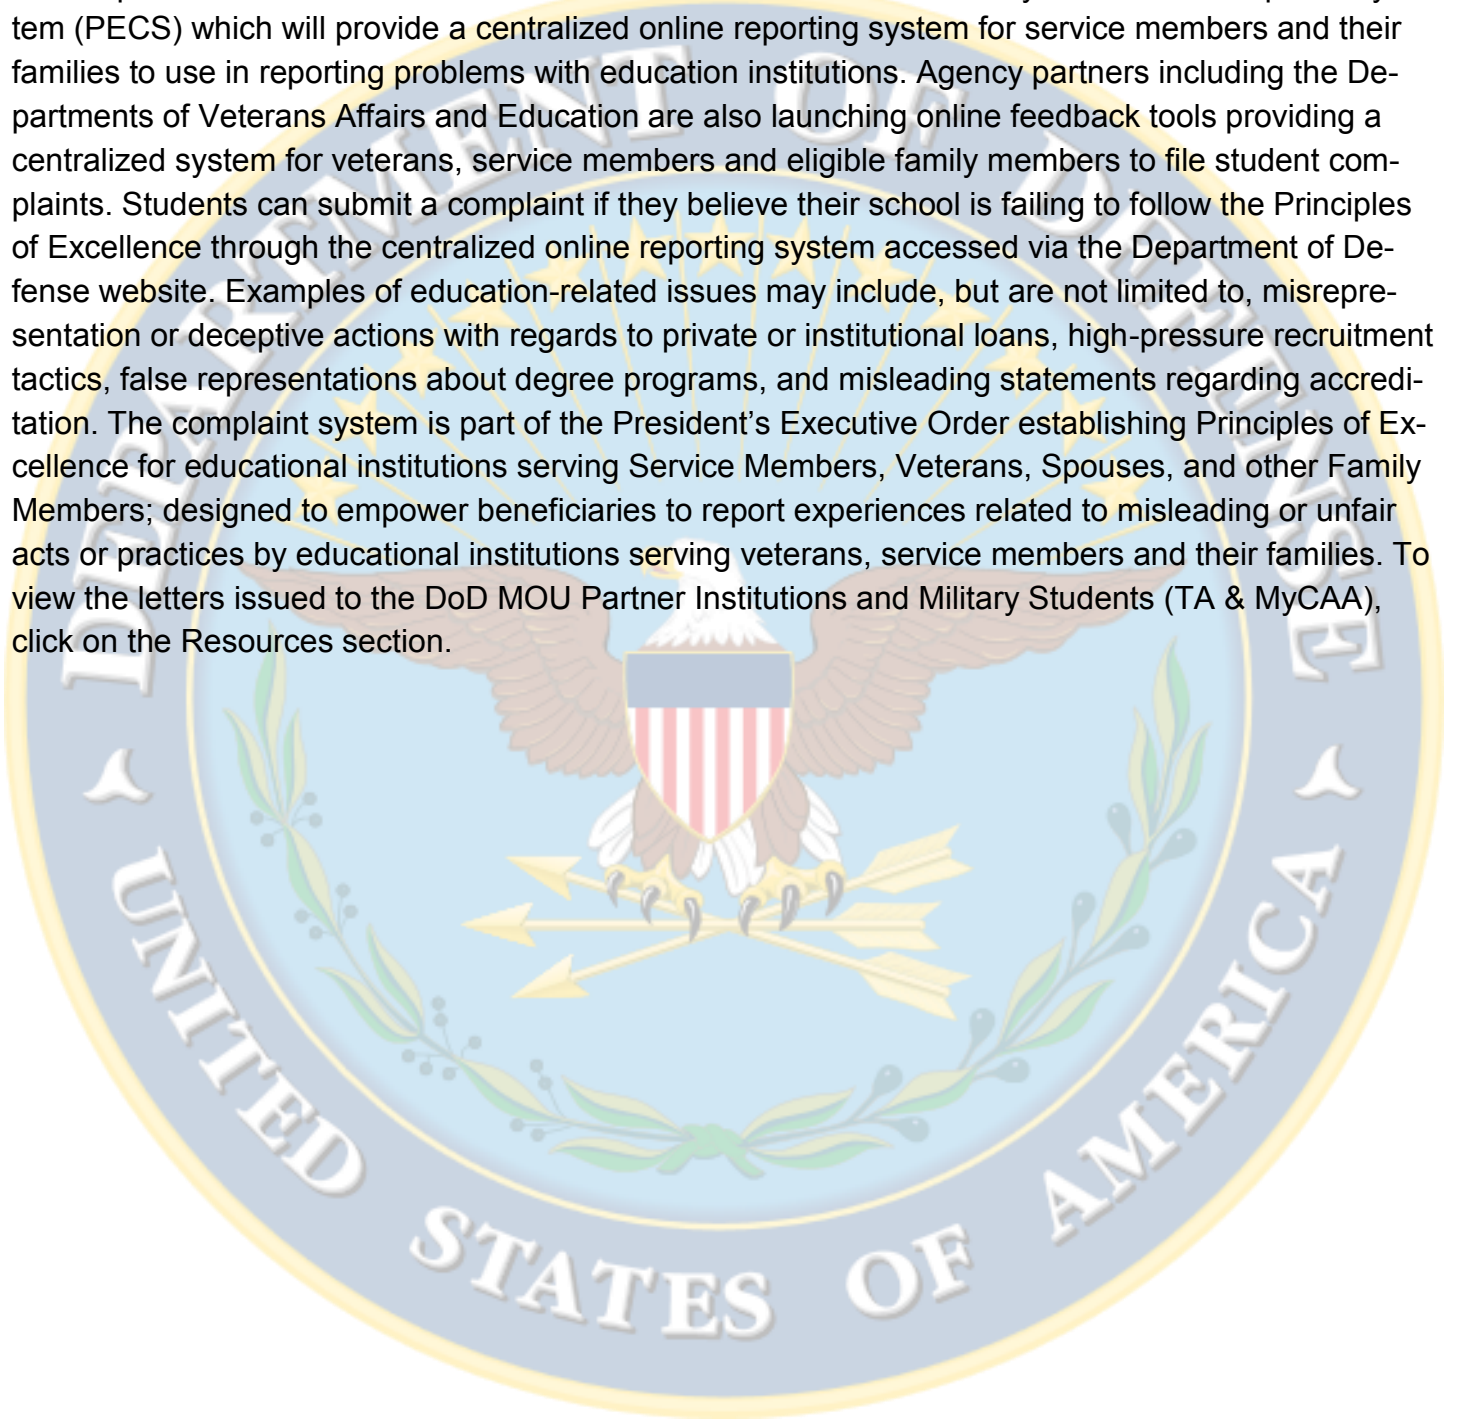 tem (PECS) which will provide a centralized online reporting system for service members and their
families to use in reporting problems with education institutions. Agency partners including the De-
partments of Veterans Affairs and Education are also launching online feedback tools providing a
centralized system for veterans, service members and eligible family members to file student com-
plaints. Students can submit a complaint if they believe their school is failing to follow the Principles
of Excellence through the centralized online reporting system accessed via the Department of De-
fense website. Examples of education-related issues may include, but are not limited to, misrepre-
sentation or deceptive actions with regards to private or institutional loans, high-pressure recruitment
tactics, false representations about degree programs, and misleading statements regarding accredi-
tation. The complaint system is part of the President’s Executive Order establishing Principles of Ex-
cellence for educational institutions serving Service Members, Veterans, Spouses, and other Family
Members; designed to empower beneficiaries to report experiences related to misleading or unfair
acts or practices by educational institutions serving veterans, service members and their families. To
view the letters issued to the DoD MOU Partner Institutions and Military Students (TA & MyCAA),
click on the Resources section.
DEPARTMENT OF DEFENSE
UNITED STATES OF AMERICA